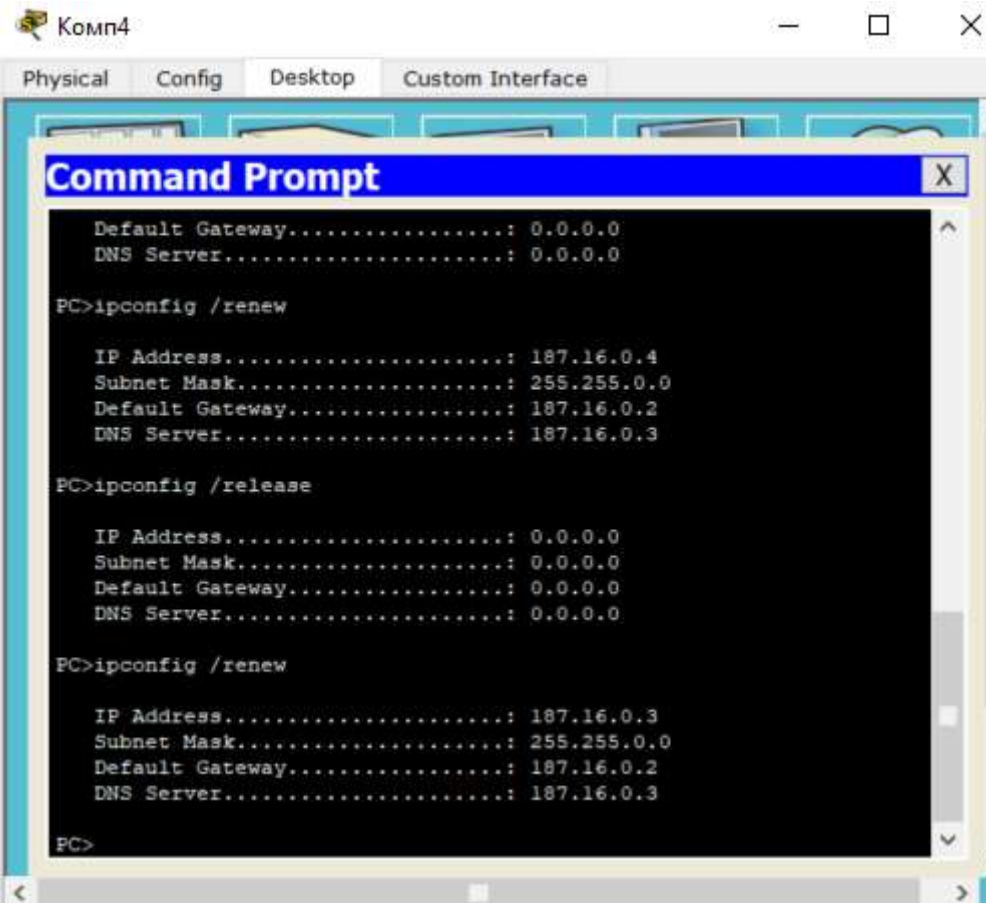 Комп4
Physical Config Desktop Custom Interface
Command Prompt X
Default Gateway.................: 0.0.0.0
DNS Server......................: 0.0.0.0
PC>ipconfig /renew
IP Address......................: 187.16.0.4
Subnet Mask.....................: 255.255.0.0
Default Gateway.................: 187.16.0.2
DNS Server......................: 187.16.0.3
PC>ipconfig /release
IP Address......................: 0.0.0.0
Subnet Mask.....................: 0.0.0.0
Default Gateway.................: 0.0.0.0
DNS Server......................: 0.0.0.0
PC>ipconfig /renew
IP Address......................: 187.16.0.3
Subnet Mask.....................: 255.255.0.0
Default Gateway.................: 187.16.0.2
DNS Server......................: 187.16.0.3
PC>